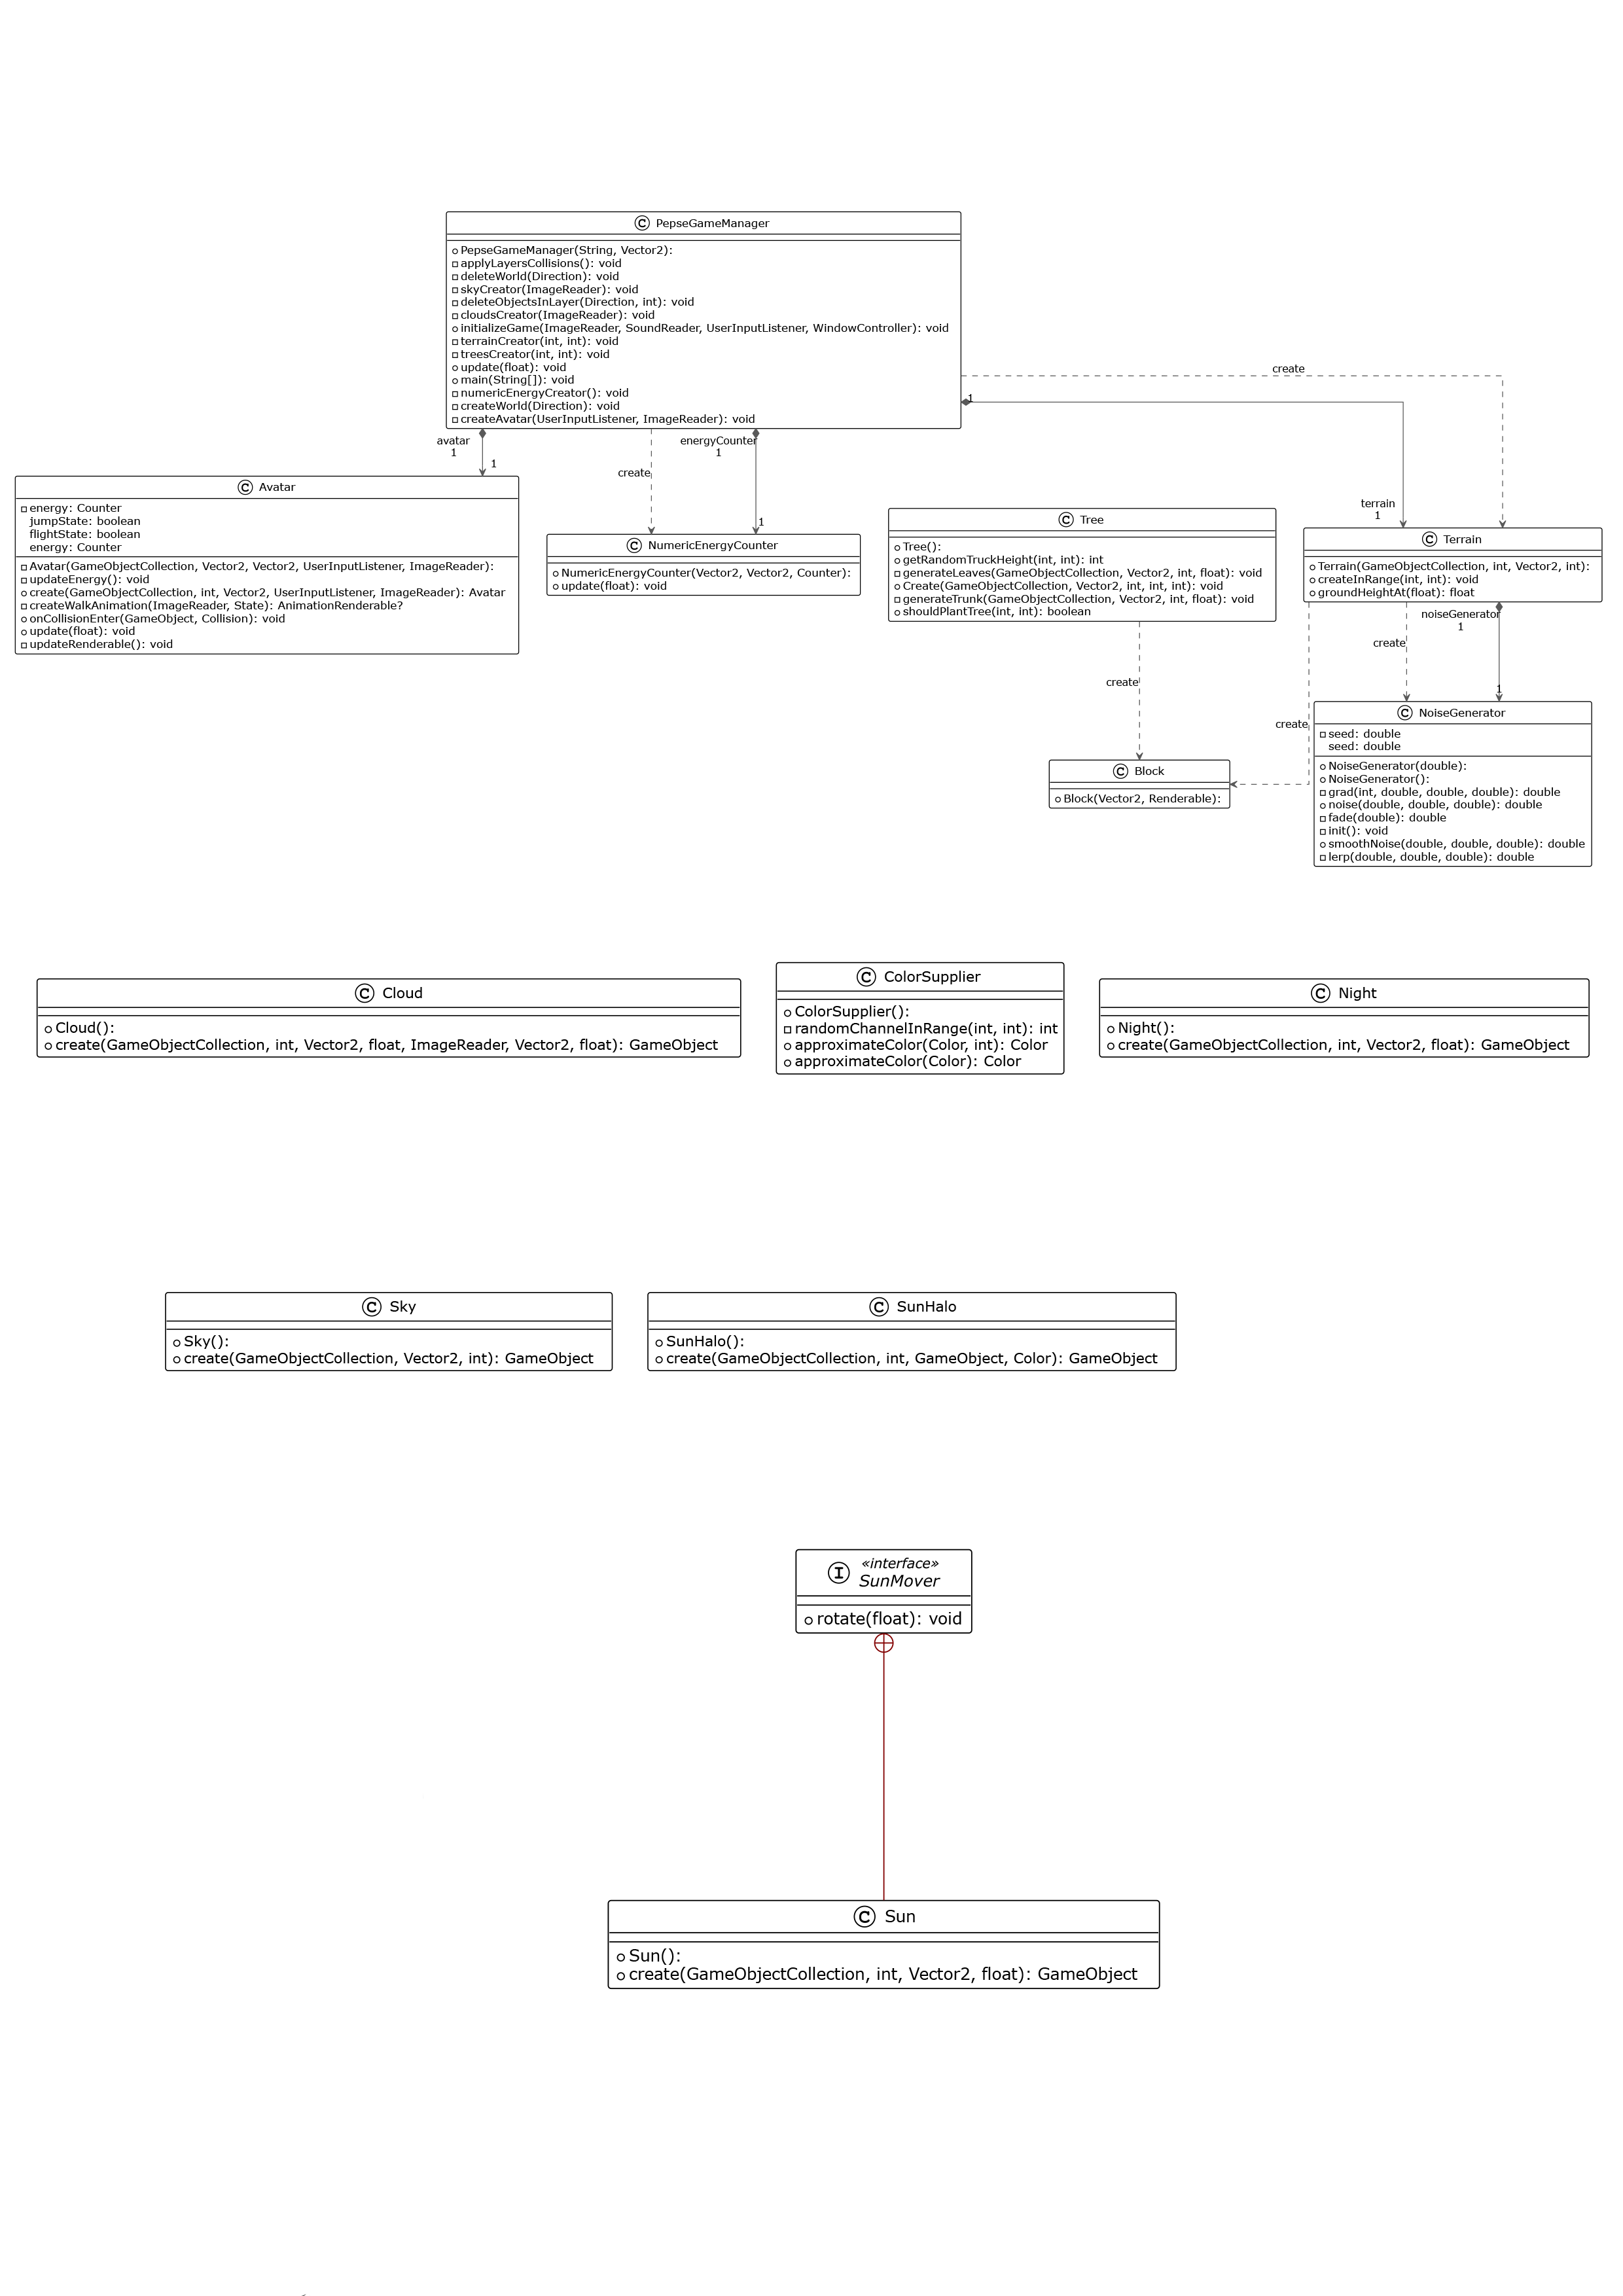 C PepseGameManager
PepseGameManager(String, Vector2):
applyLayersCollisions(): void
deleteWorld(Direction): void
skyCreator(ImageReader): void
deleteObjectsInLayer(Direction, int): void
cloudsCreator(ImageReader): void
initializeGame(ImageReader, SoundReader, UserInputListener, WindowController): void
terrainCreator(int, int): void
treesCreator(int, int): void
update(float): void
main(String[]): void
numericEnergyCreator(): void
createWorld(Direction): void
createAvatar(UserInputListener, ImageReader): void
create
1
avatar
1
1
create
energyCounter
1
1
terrain
1
C Avatar
energy: Counter
jumpState: boolean
flightState: boolean
energy: Counter
Avatar(GameObjectCollection, Vector2, Vector2, UserInputListener, ImageReader):
updateEnergy(): void
create(GameObjectCollection, int, Vector2, UserInputListener, ImageReader): Avatar
createWalkAnimation(ImageReader, State): AnimationRenderable?
onCollisionEnter(GameObject, Collision): void
update(float): void
updateRenderable(): void
C NumericEnergyCounter
NumericEnergyCounter(Vector2, Vector2, Counter):
update(float): void
C Tree
Tree():
getRandomTruckHeight(int, int): int
generateLeaves(GameObjectCollection, Vector2, int, float): void
Create(GameObjectCollection, Vector2, int, int, int): void
generateTrunk(GameObjectCollection, Vector2, int, float): void
shouldPlantTree(int, int): boolean
C Terrain
Terrain(GameObjectCollection, int, Vector2, int):
createInRange(int, int): void
groundHeightAt(float): float
create
create
noiseGenerator
1
1
create
C Block
Block(Vector2, Renderable):
C NoiseGenerator
seed: double
seed: double
NoiseGenerator(double):
NoiseGenerator():
grad(int, double, double, double): double
noise(double, double, double): double
fade(double): double
init(): void
smoothNoise(double, double, double): double
lerp(double, double, double): double
C Cloud
Cloud():
create(GameObjectCollection, int, Vector2, float, ImageReader, Vector2, float): GameObject
C ColorSupplier
ColorSupplier():
randomChannelInRange(int, int): int
approximateColor(Color, int): Color
approximateColor(Color): Color
C Night
Night():
create(GameObjectCollection, int, Vector2, float): GameObject
C Sky
Sky():
create(GameObjectCollection, Vector2, int): GameObject
C SunHalo
SunHalo():
create(GameObjectCollection, int, GameObject, Color): GameObject
«interface»
I SunMover
rotate(float): void
C Sun
Sun():
create(GameObjectCollection, int, Vector2, float): GameObject